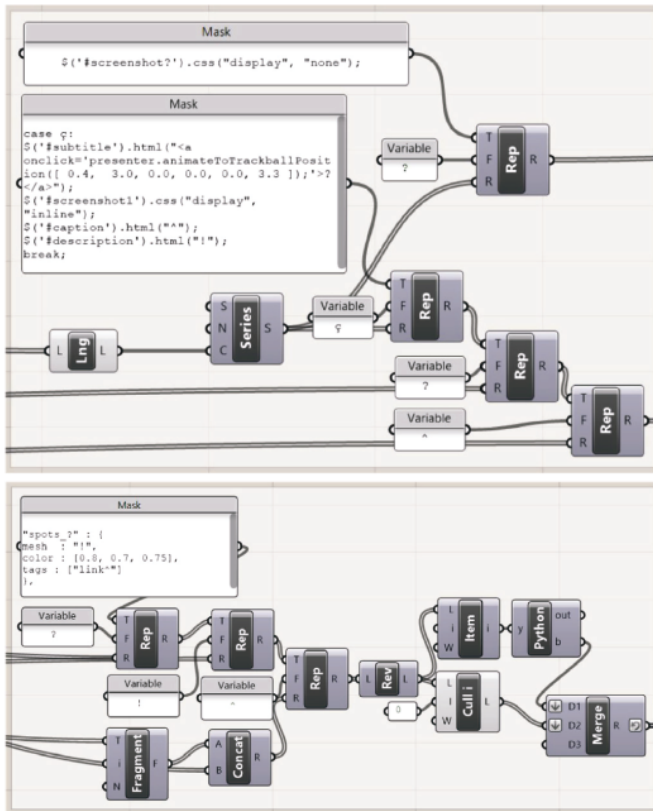 Mask
$('#screenshot?').css("display", "none");
Mask
case ç:
$('#subtitle').html("<a
onclick='presenter.animateToTrackballPosit
ion([ 0.4,  3.0, 0.0, 0.0, 0.0, 3.3 ]);'>?
</a>");
$('#screenshot1').css("display",
"inline");
$('#caption').html("^");
$('#description').html("!");
break;
Variable
?
T
F
R
Rep
R
S
N
C
Series
S
L
Lng
L
Variable
ç
T
F
R
Rep
R
Variable
?
T
F
R
Rep
R
Variable
^
T
F
R
Rep
R
Mask
"spots_?" : {
mesh  : "!",
color : [0.8, 0.7, 0.75],
tags : ["link^"]
},
Variable
?
T
F
R
Rep
R
T
F
R
Rep
R
Variable
!
Variable
^
T
F
R
Rep
R
L
Rev
L
L
i
W
Item
i
y
Python
out
b
0
L
I
W
Cull i
L
D1
D2
D3
Merge
R
T
i
N
Fragment
F
A
B
Concat
R